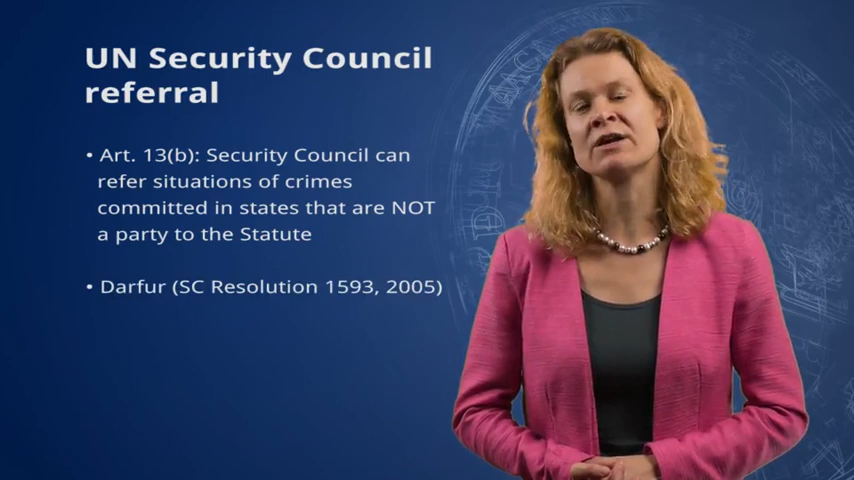 UN Security Council
referral
• Art. 13(b): Security Council can
refer situations of crimes
committed in states that are NOT
a party to the Statute
• Darfur (SC Resolution 1593, 2005)